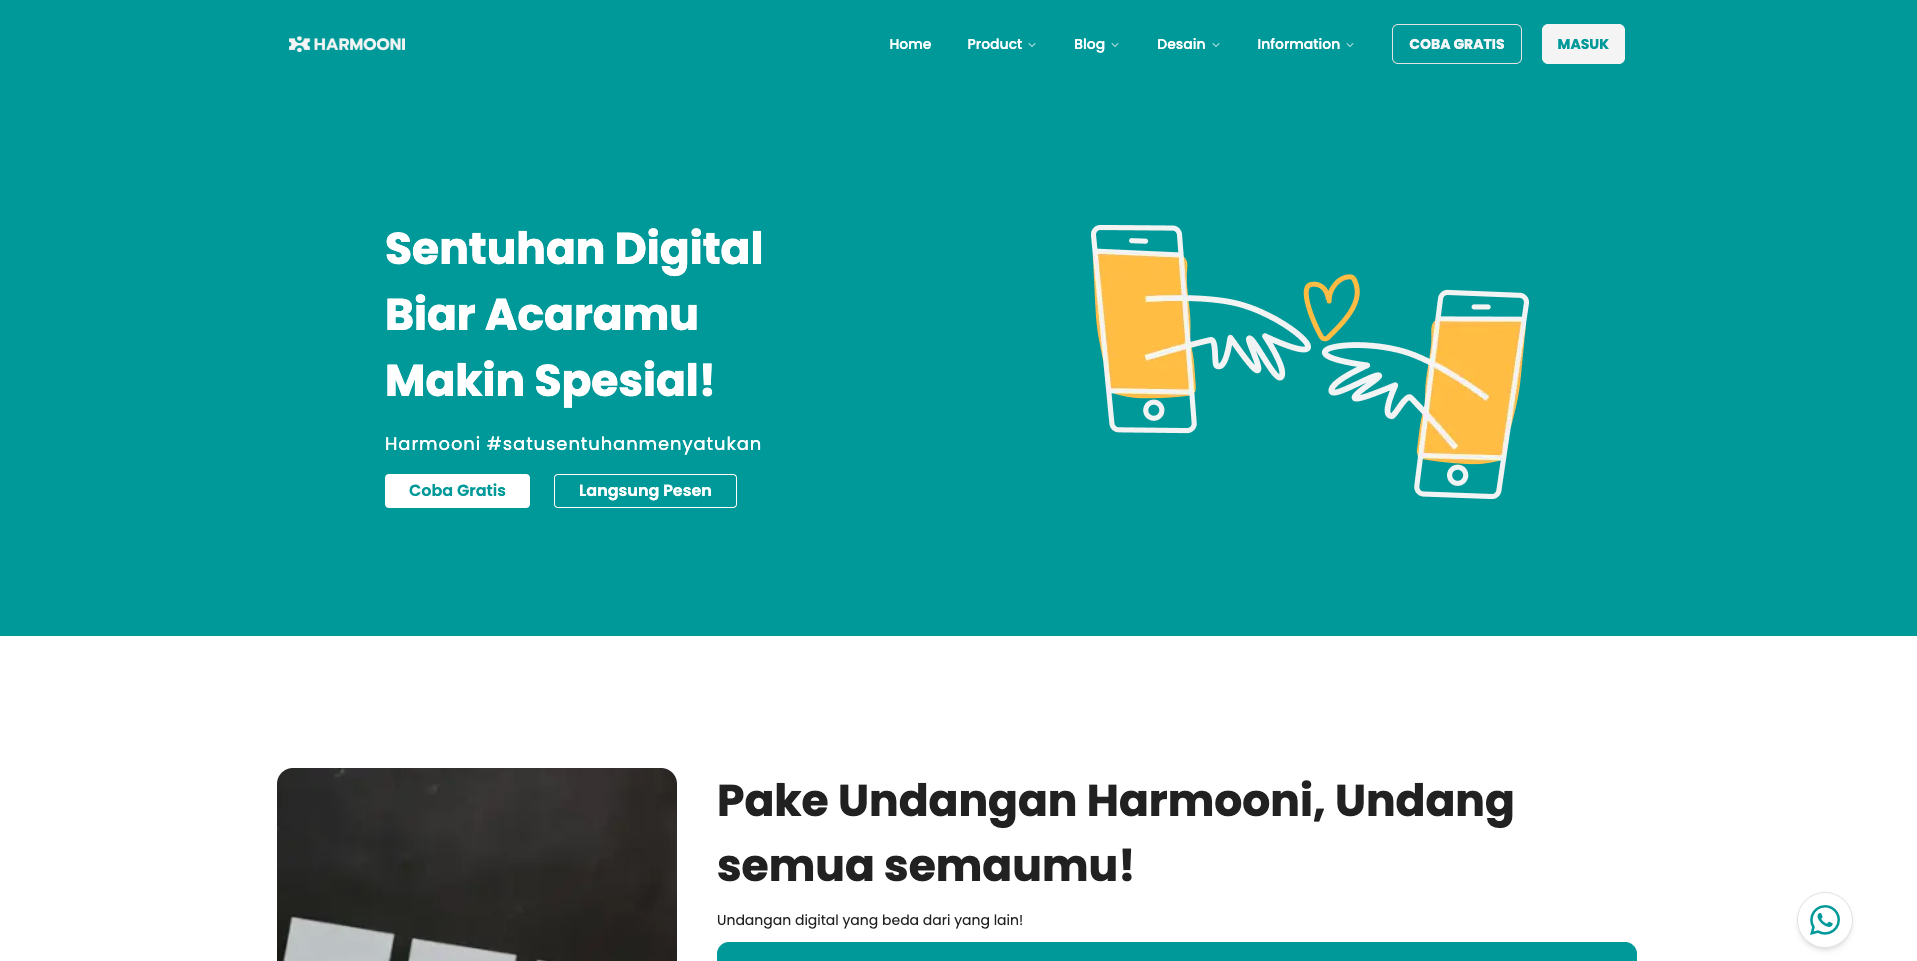 HARMOONI
Home
Product
Blog
Desain
Information
COBA GRATIS
MASUK
Sentuhan Digital
Biar Acaramu
Makin Spesial!
Harmooni #satusentuhanmenyatukan
Coba Gratis
Langsung Pesen
Pake Undangan Harmooni, Undang
semua semaumu!
Undangan digital yang beda dari yang lain!